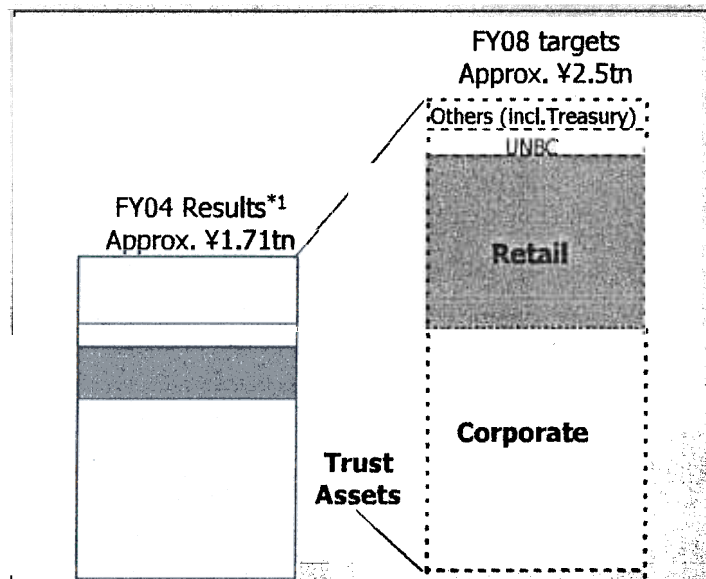 FY08 targets
Approx. ¥2.5tn
Others (incl.Treasury)
UNBC
FY04 Results*1
Approx. ¥1.71tn
Retail
Corporate
Trust
Assets